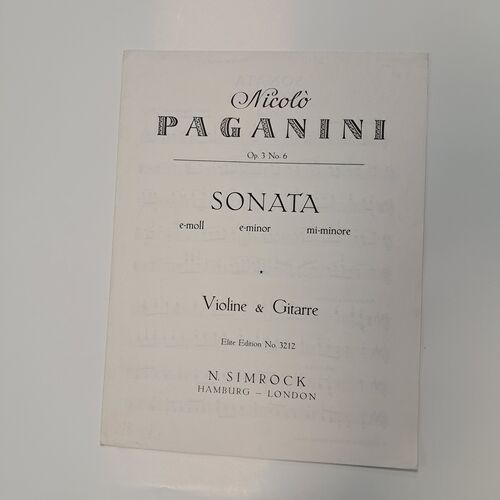 Nicolò
PAGANINI
Op. 3 No. 6
SONATA
e-moll e-minor mi-minore
Violine & Gitarre
Elite Edition No. 3212
N. SIMROCK
HAMBURG – LONDON